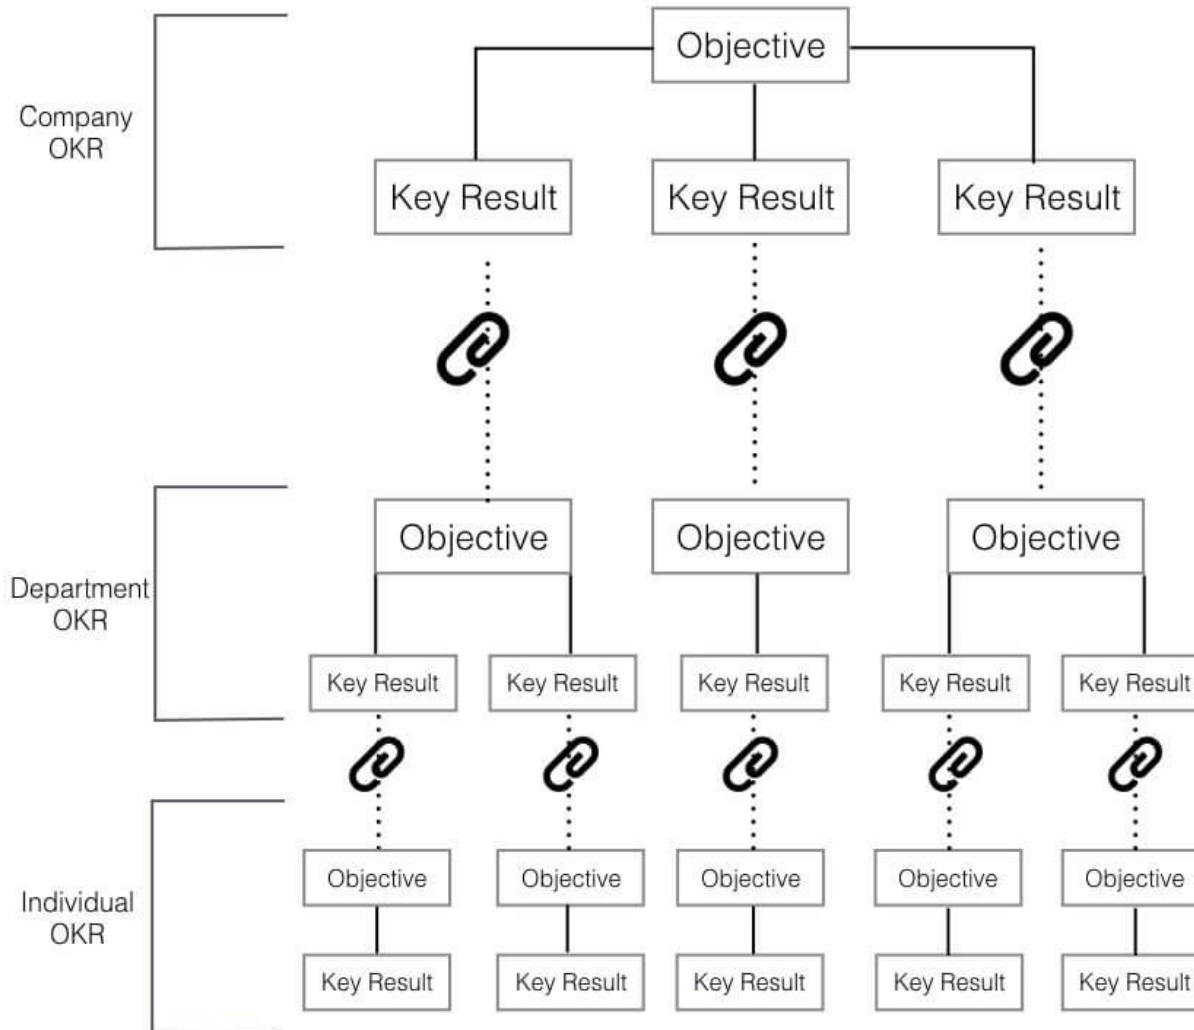 Objective
Company
OKR
Key Result Key Result Key Result
Objective Objective Objective
Department
OKR
Key Result Key Result Key Result Key Result Key Result
Objective Objective Objective Objective Objective
Individual
OKR
Key Result Key Result Key Result Key Result Key Result